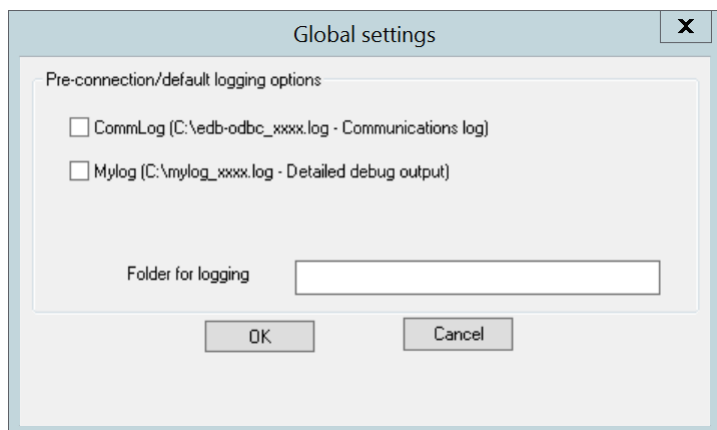 Global settings
X
Pre-connection/default logging options
CommLog (C:\edb-odbc_xxxx.log - Communications log)
Mylog (C:\mylog_xxxx.log - Detailed debug output)
Folder for logging
OK Cancel